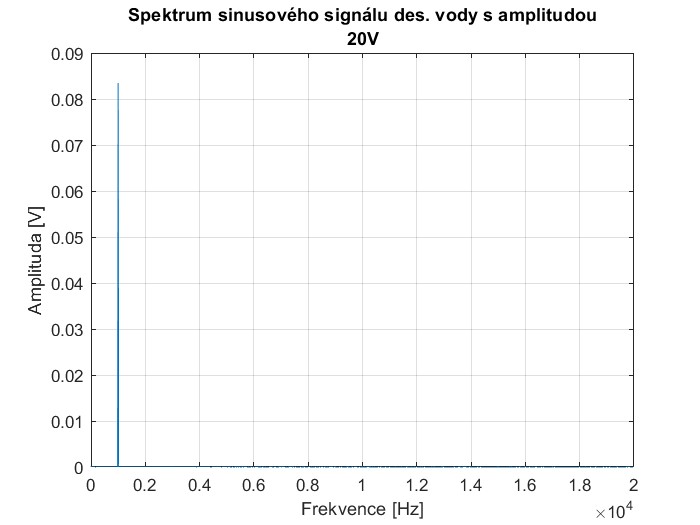 Spektrum sinusového signálu des. vody s amplitudou
20V
0.09
0.08
0.07
0.06
0.05
0.04
0.03
0.02
0.01
0
Amplituda [V]
0 0.2 0.4 0.6 0.8 1 1.2 1.4 1.6 1.8 2
Frekvence [Hz]
×10⁴